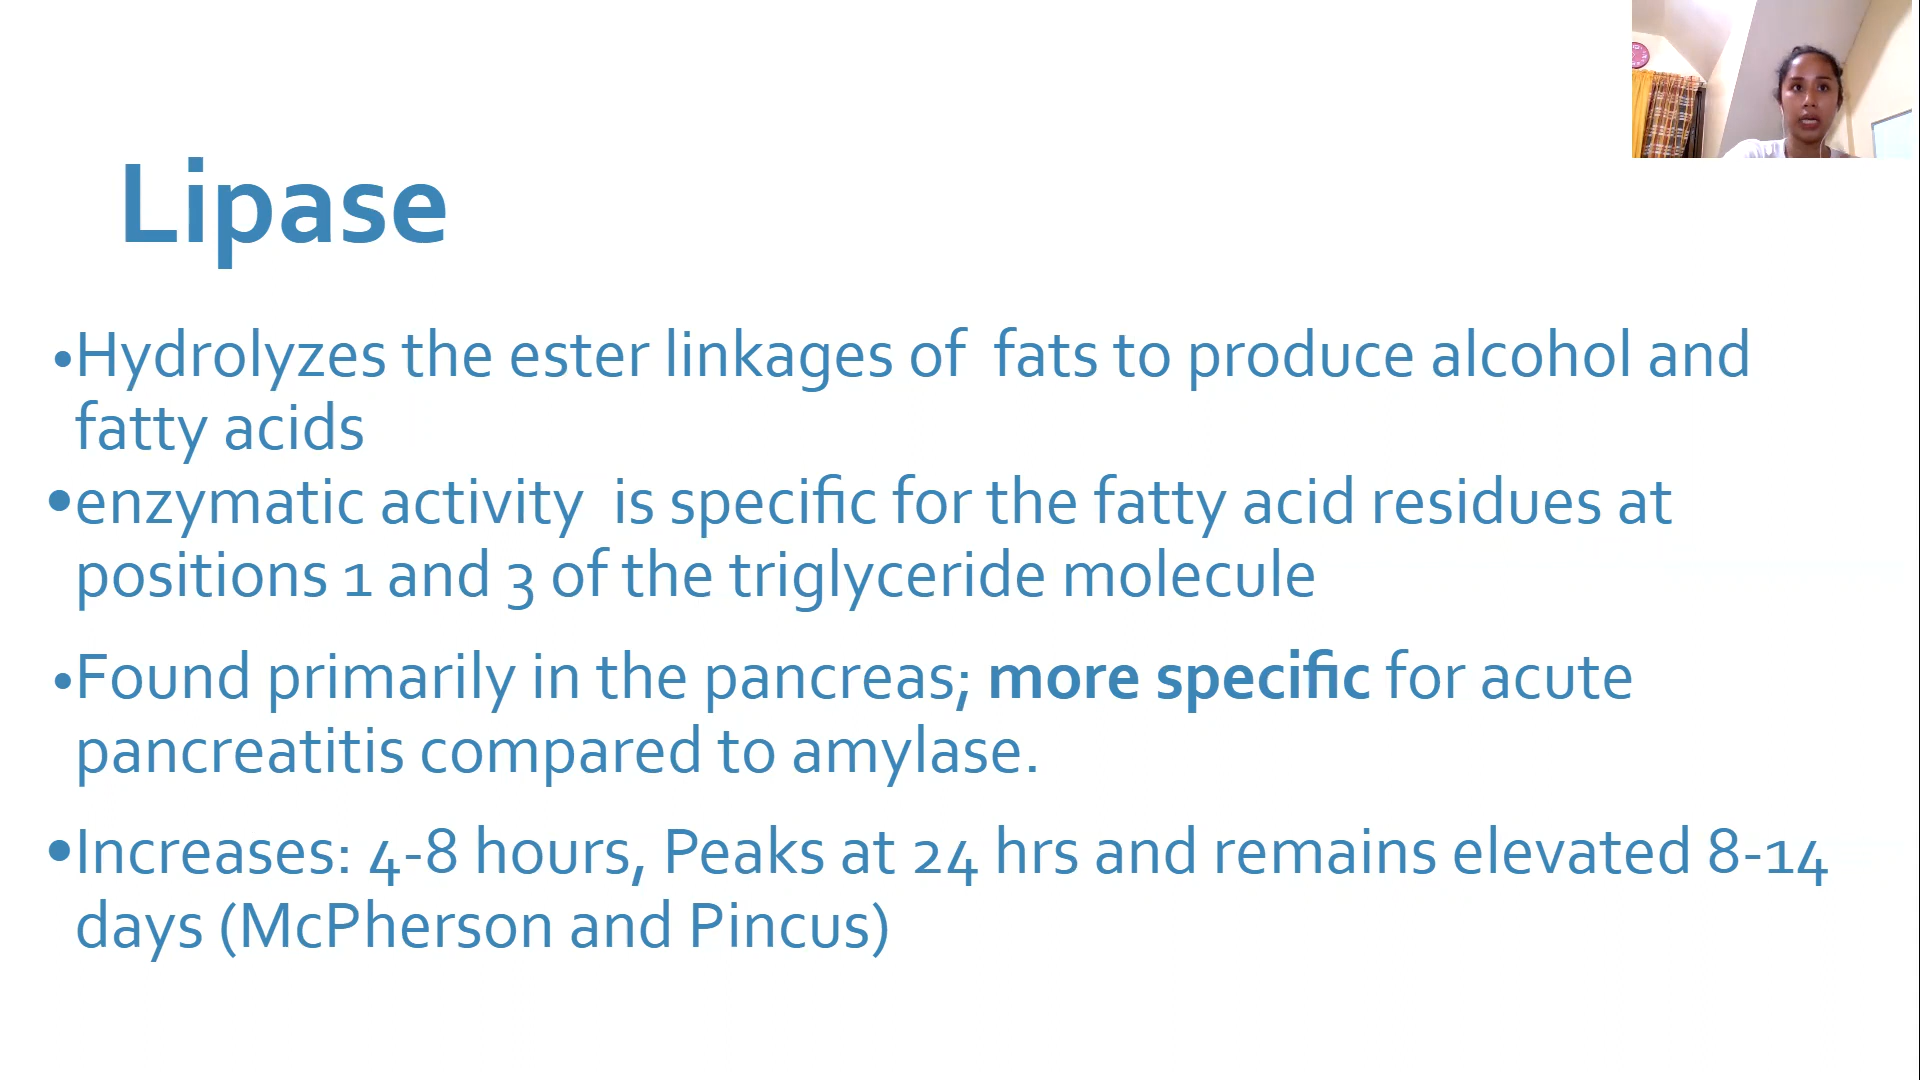 Lipase
•Hydrolyzes the ester linkages of fats to produce alcohol and
fatty acids
•enzymatic activity is specific for the fatty acid residues at
positions 1 and 3 of the triglyceride molecule
•Found primarily in the pancreas; more specific for acute
pancreatitis compared to amylase.
•Increases: 4-8 hours, Peaks at 24 hrs and remains elevated 8-14
days (McPherson and Pincus)